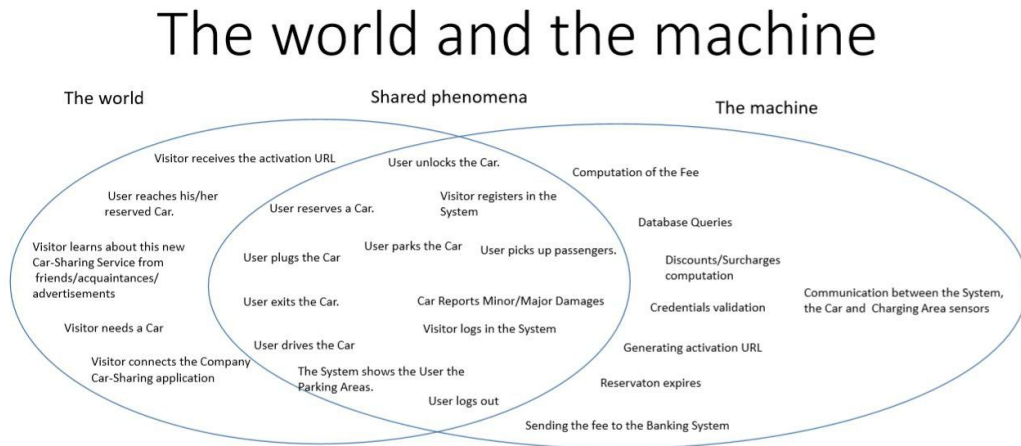 The world and the machine
The world
Shared phenomena
The machine
Visitor receives the activation URL
User reaches his/her
reserved Car.
Visitor learns about this new
Car-Sharing Service from
friends/acquaintances/
advertisements
Visitor needs a Car
Visitor connects the Company
Car-Sharing application
User unlocks the Car.
User reserves a Car.
Visitor registers in the
System
User plugs the Car
User parks the Car
User picks up passengers.
User exits the Car.
Car Reports Minor/Major Damages
Visitor logs in the System
User drives the Car
The System shows the User the
Parking Areas.
User logs out
Computation of the Fee
Database Queries
Discounts/Surcharges
computation
Credentials validation
Communication between the System,
the Car and Charging Area sensors
Generating activation URL
Reservaton expires
Sending the fee to the Banking System